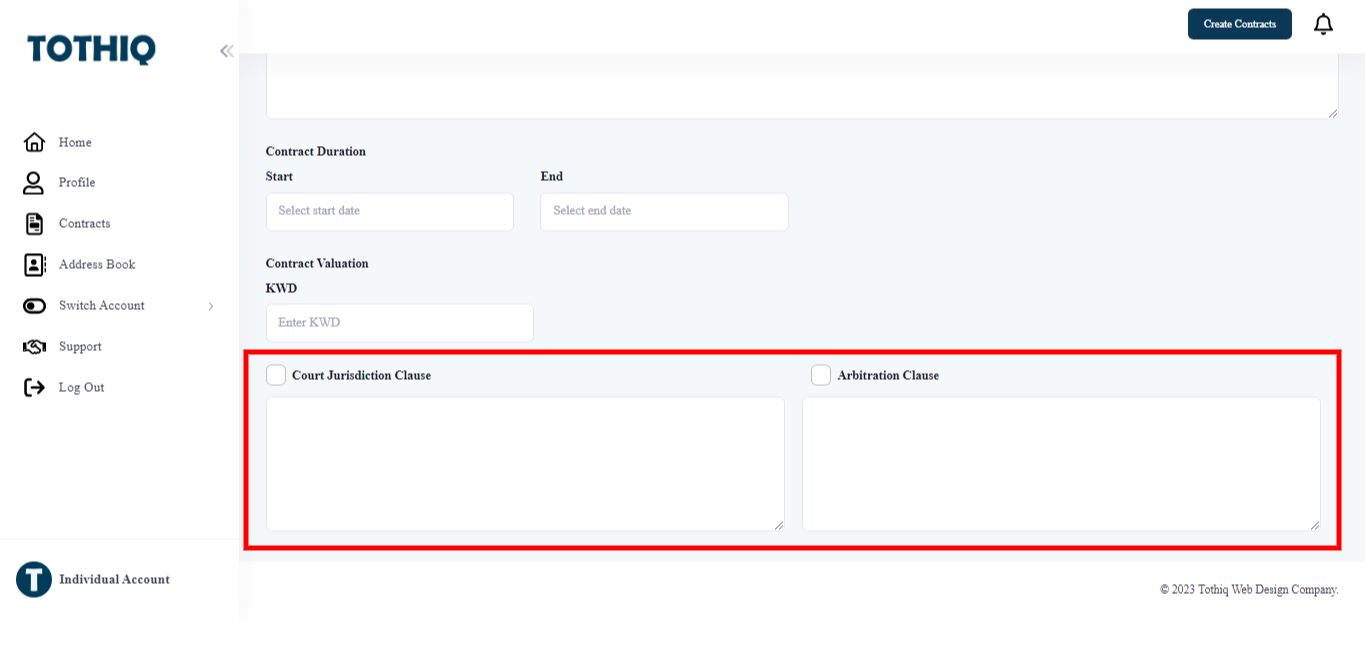 TOTHIQ
Create Contracts
Home
Profile
Contracts
Address Book
Switch Account
Support
Log Out
T Individual Account
Contract Duration
Start End
Select start date Select end date
Contract Valuation
KWD
Enter KWD
Court Jurisdiction Clause Arbitration Clause
© 2023 Tothiq Web Design Company.